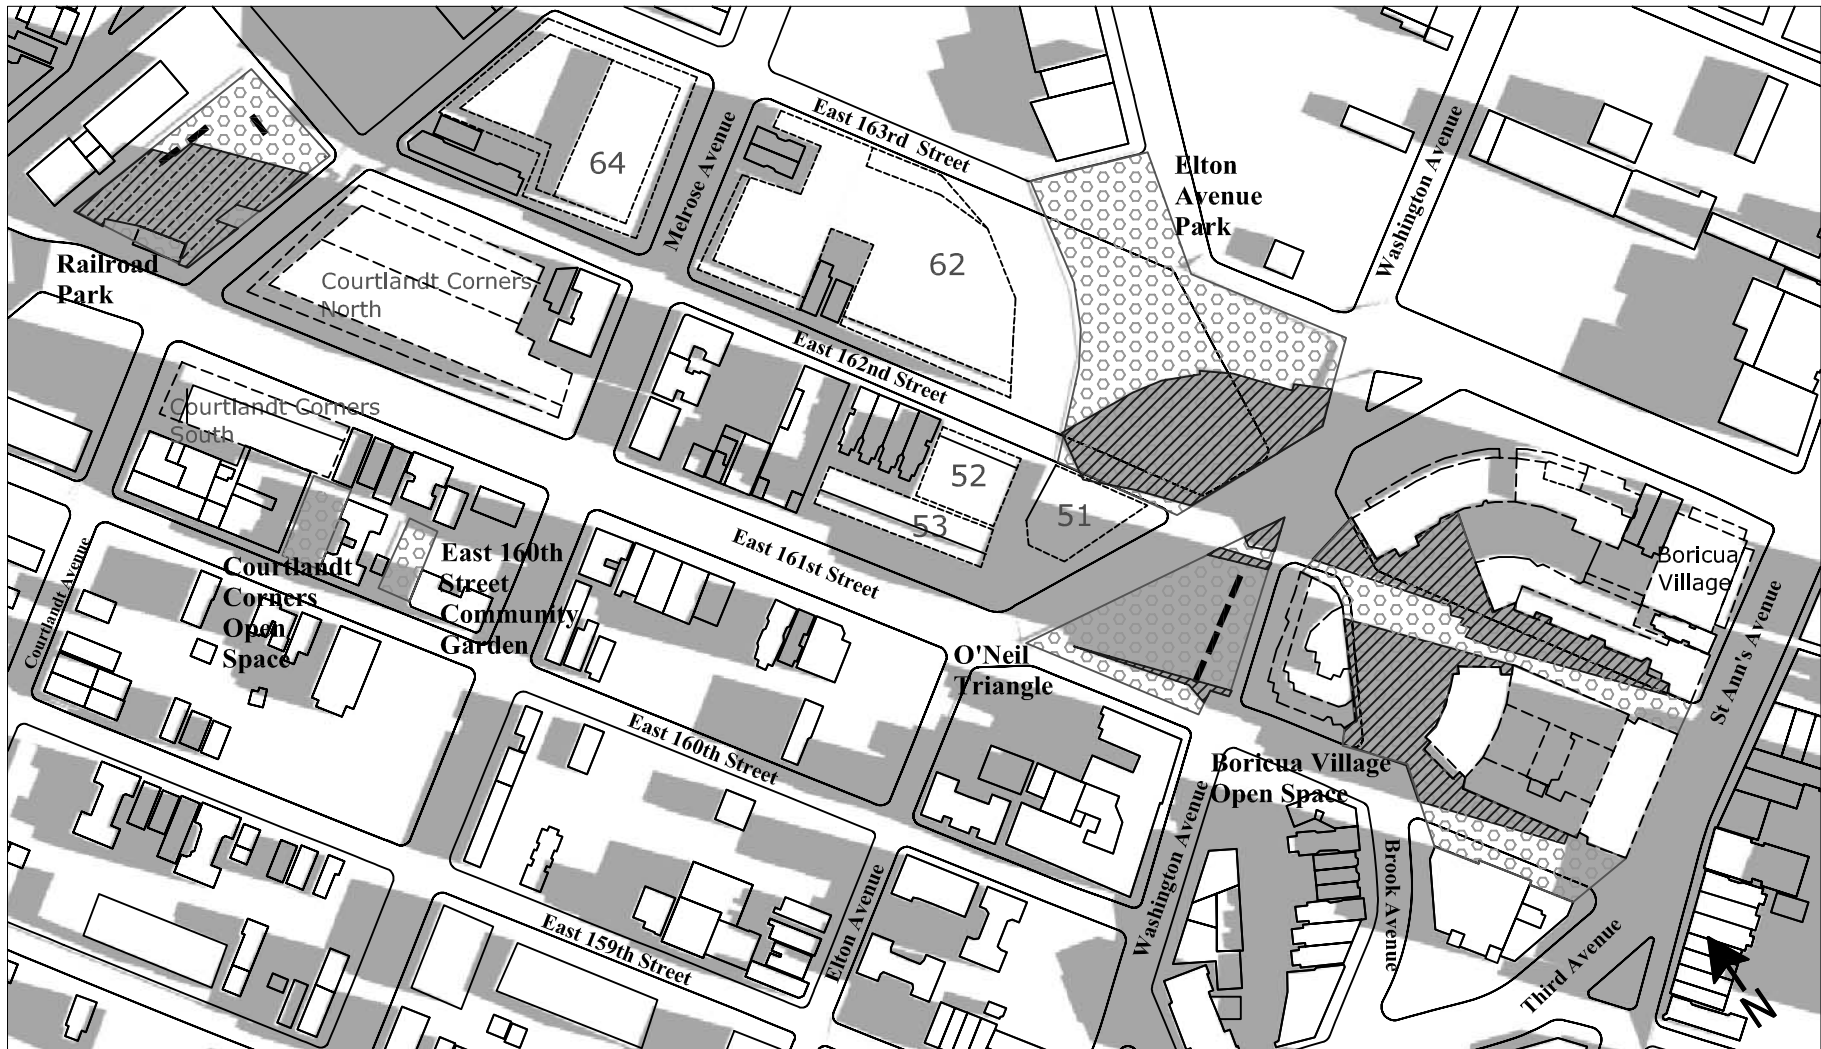 East 163rd Street
Elton
Avenue
Park
Washington Avenue
Melrose Avenue
64
62
Railroad
Park
Courtlandt Corners
North
East 162nd Street
Courtlandt Corners
South
52
53
51
East 161st Street
Boricua
Village
Courtlandt Avenue
Courtlandt
Corners
Open
Space
East 160th
Street
Community
Garden
O'Neil
Triangle
St Ann's Avenue
East 160th Street
Boricua Village
Open Space
Washington Avenue
Brook Avenue
Elton Avenue
East 159th Street
Third Avenue
N